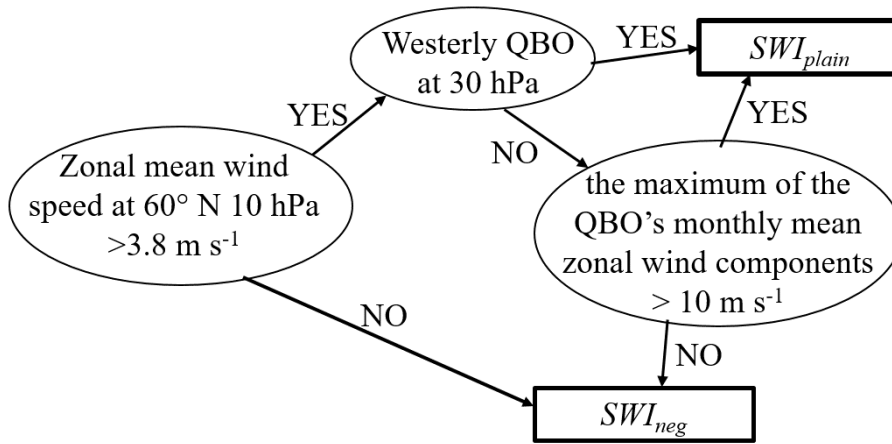 Westerly QBO
at 30 hPa
YES
SWI_plain
YES
YES
NO
Zonal mean wind
speed at 60° N 10 hPa
>3.8 m s⁻¹
the maximum of the
QBO’s monthly mean
zonal wind components
> 10 m s⁻¹
NO
NO
SWI_neg